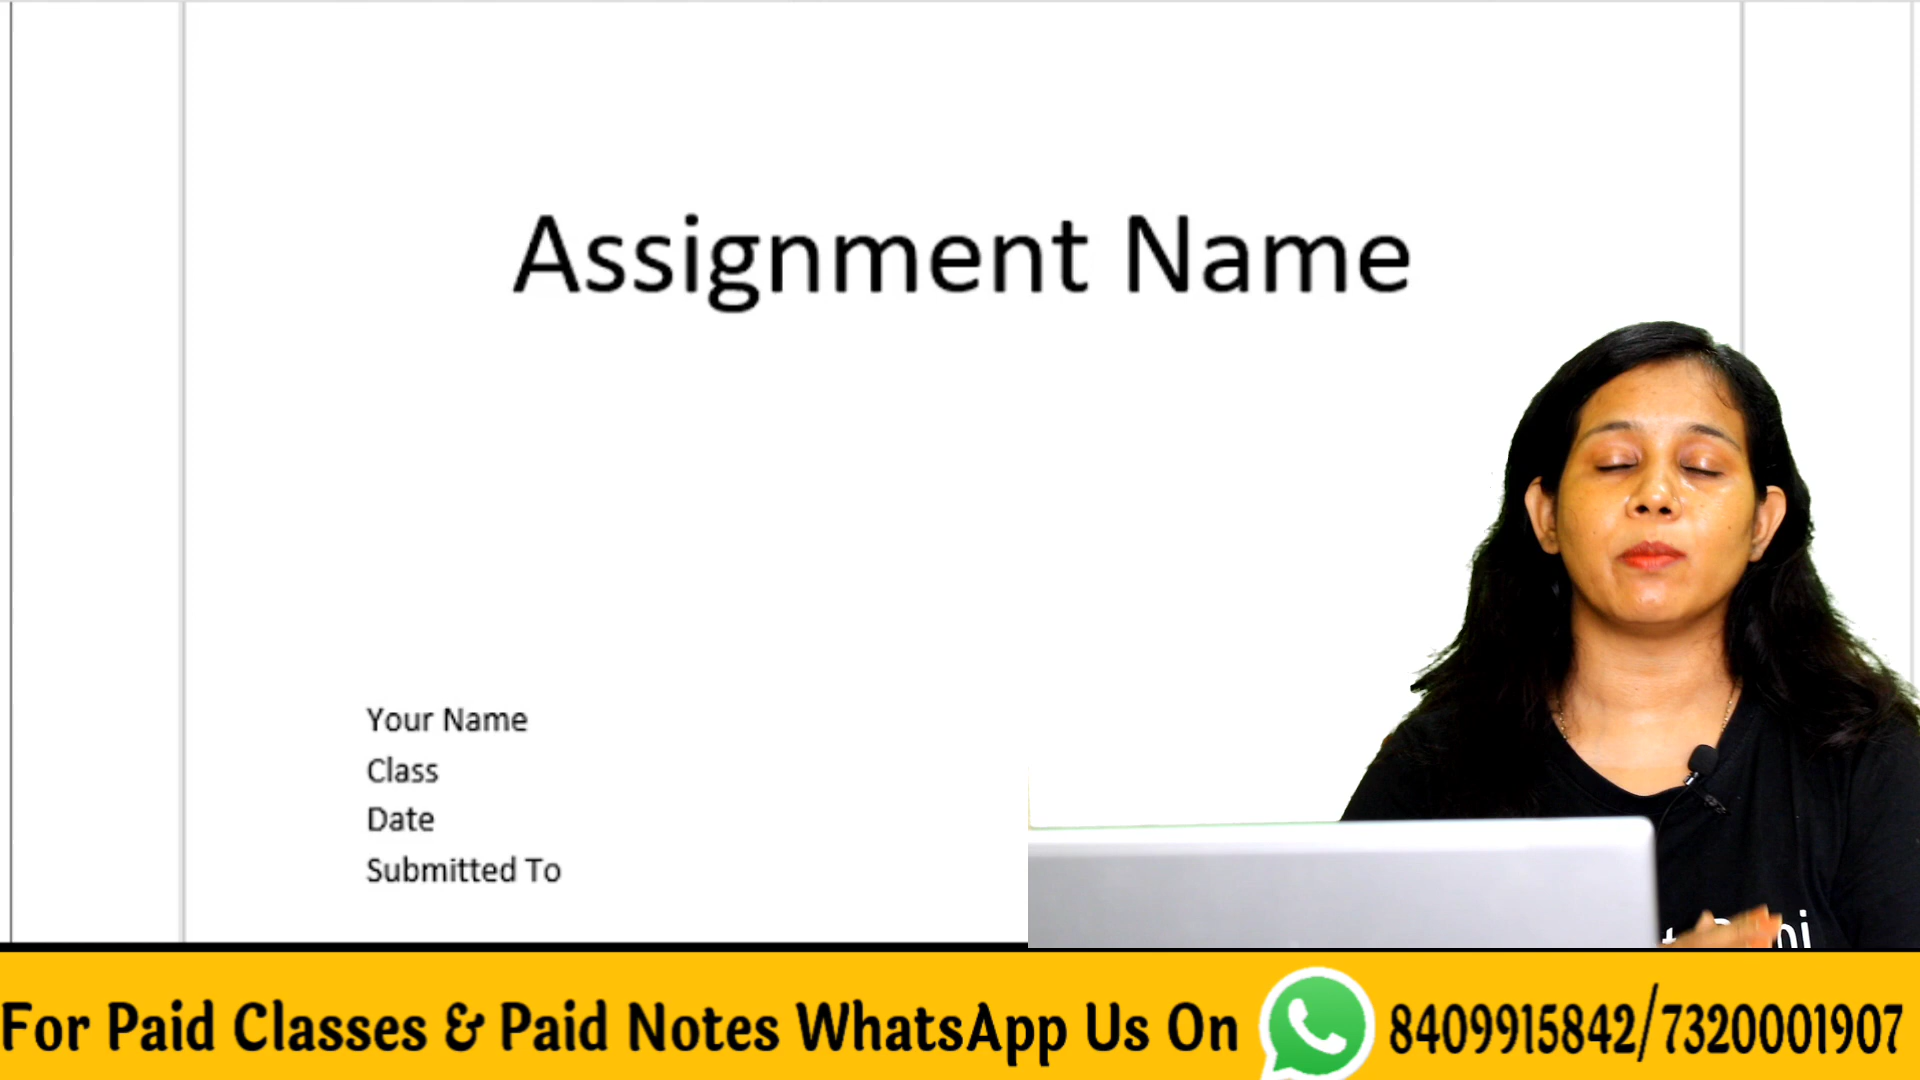 Assignment Name
Your Name
Class
Date
Submitted To
For Paid Classes & Paid Notes WhatsApp Us On 8409915842/7320001907